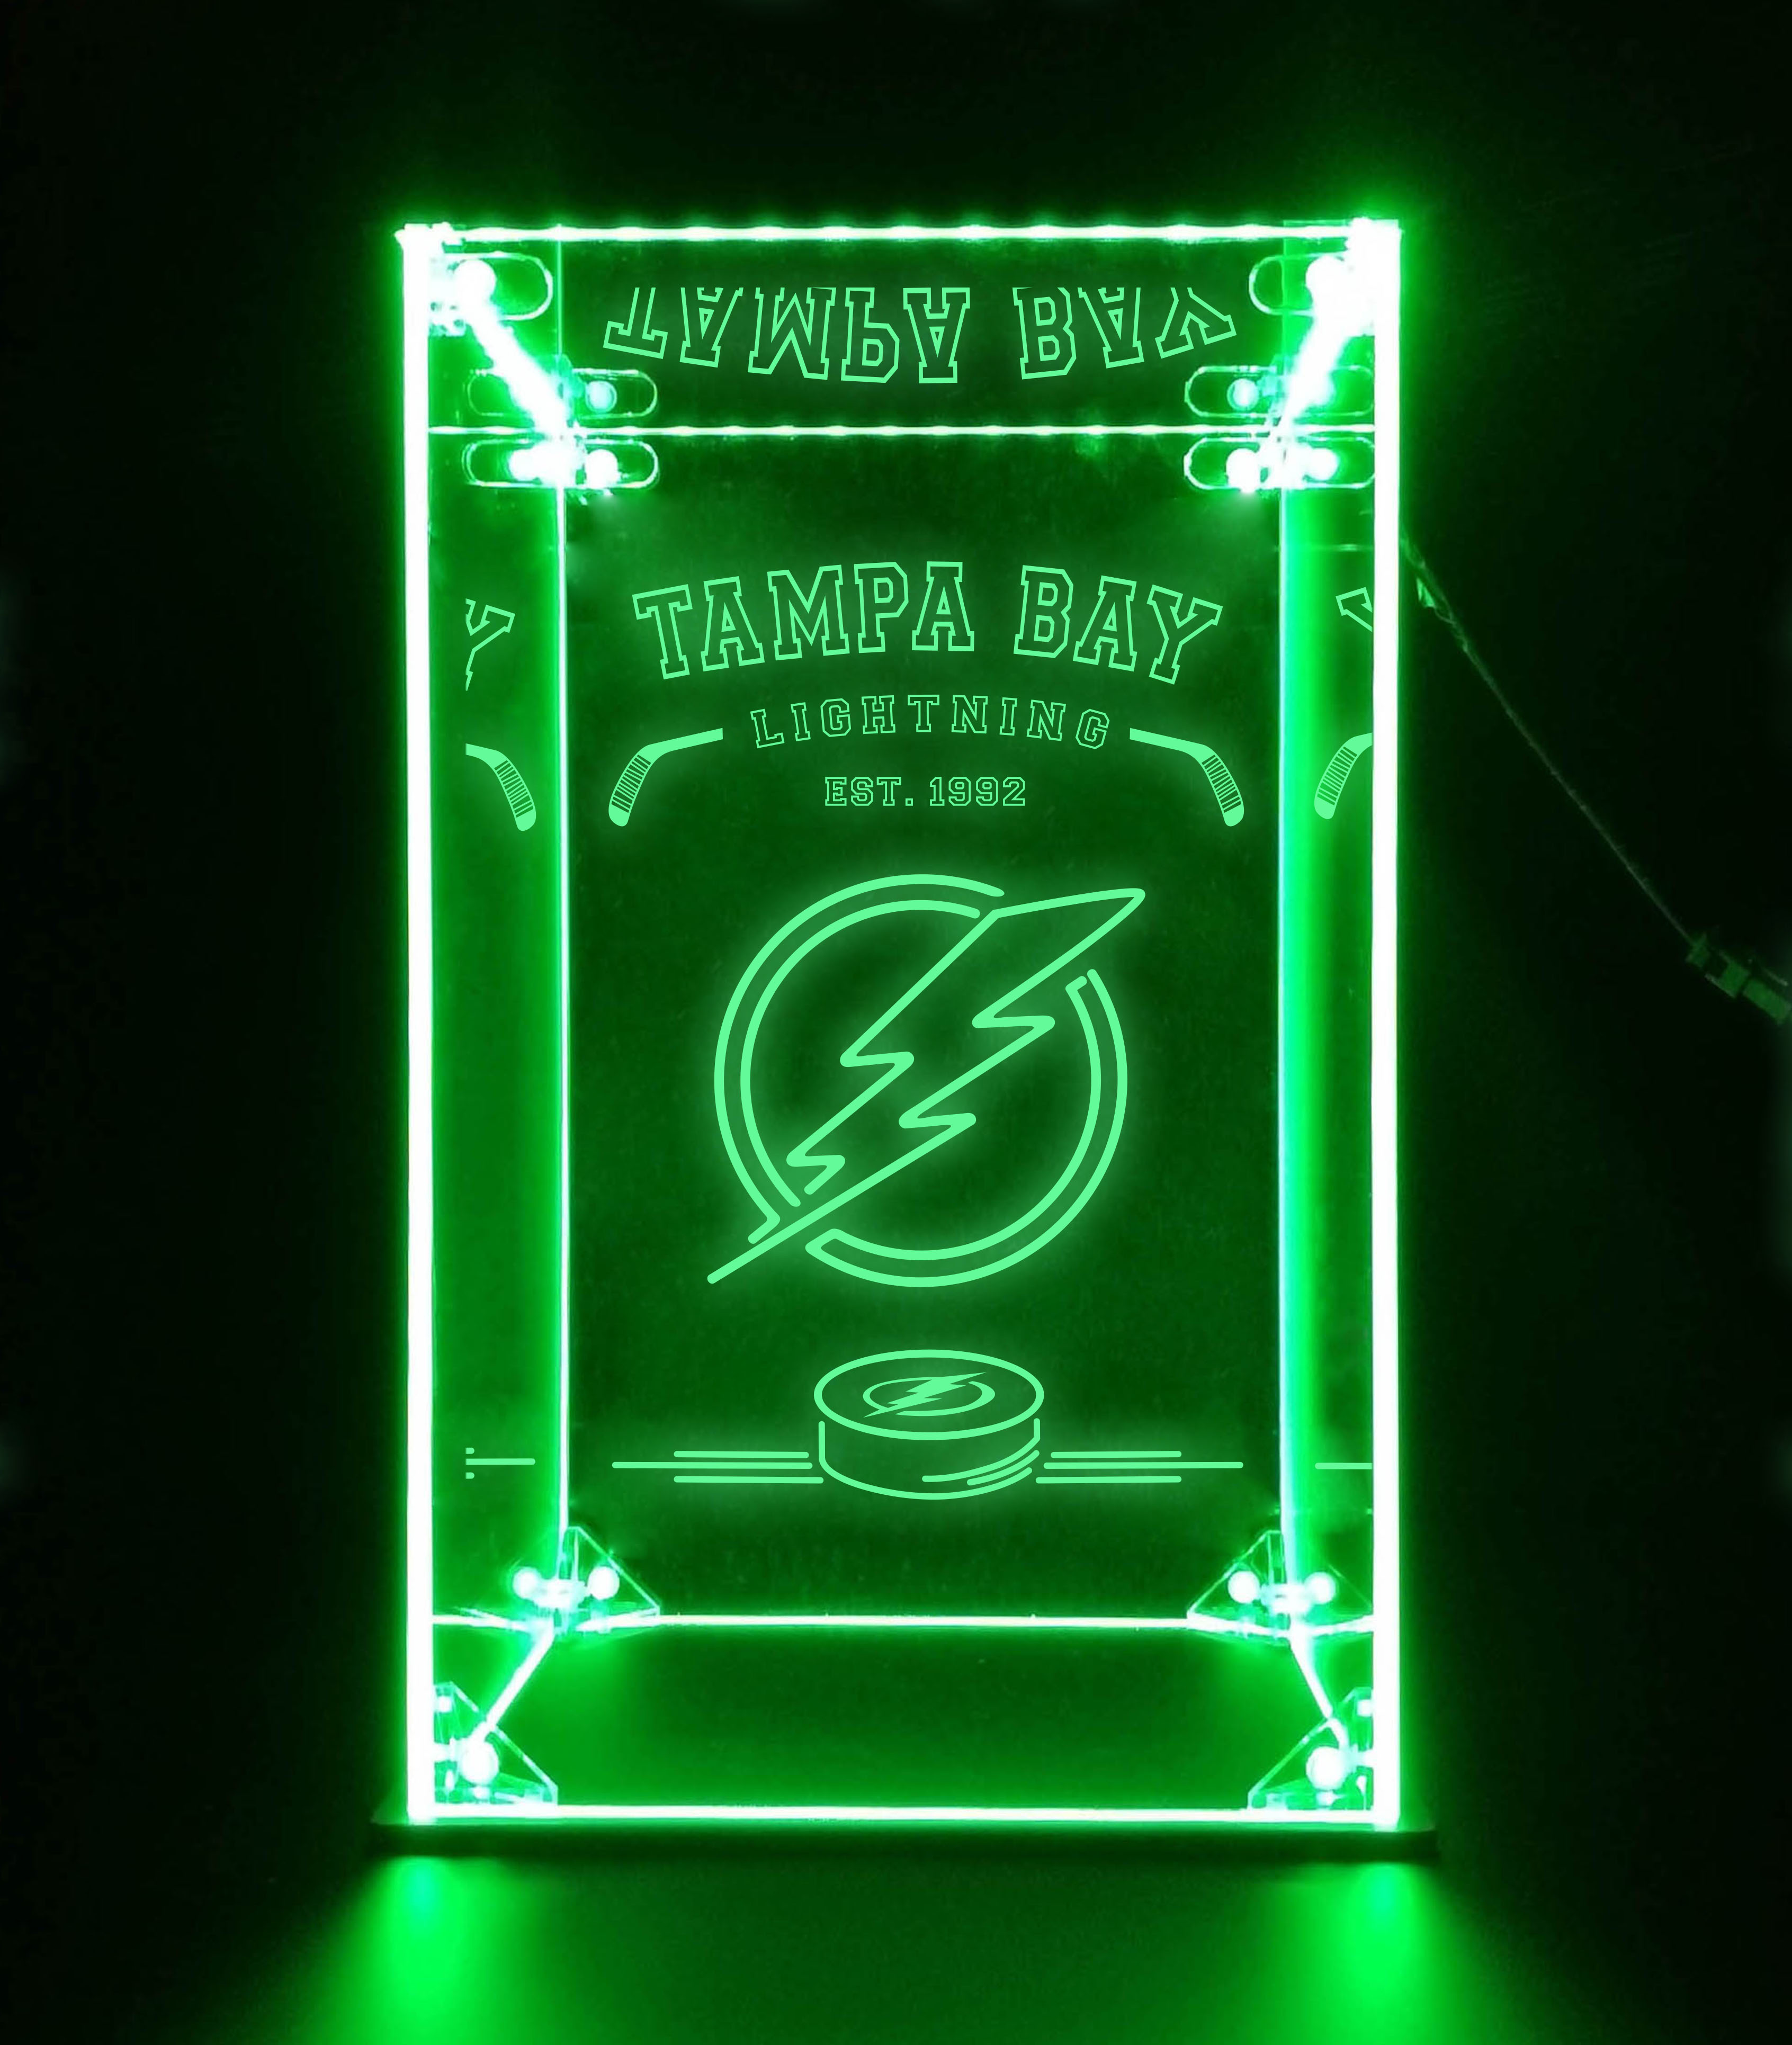 TAMPA BAY
TAMPA BAY
LIGHTNING
EST. 1992